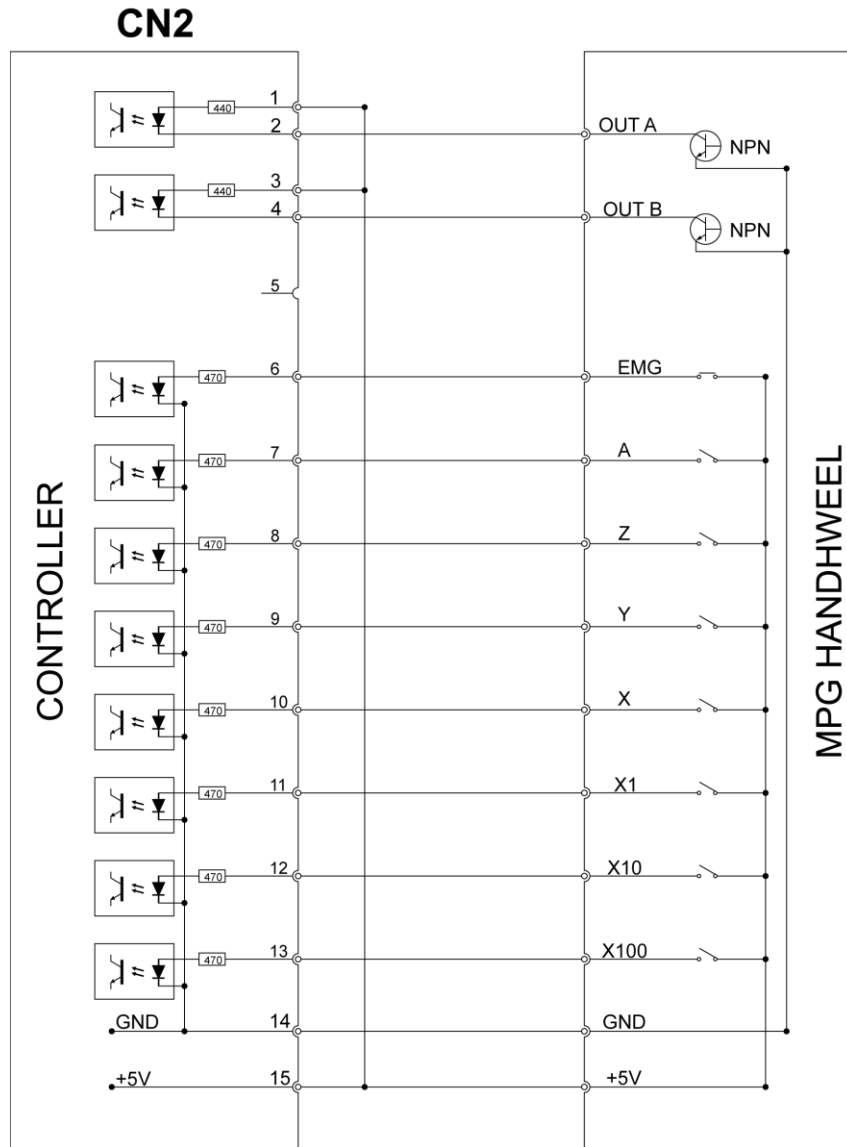 CN2
440 1
2 OUT A NPN
440 3
4 OUT B NPN
5
470 6 EMG
470 7 A
470 8 Z
470 9 Y
470 10 X
470 11 X1
470 12 X10
470 13 X100
GND 14 GND
+5V 15 +5V
CONTROLLER
MPG HANDHWEEL